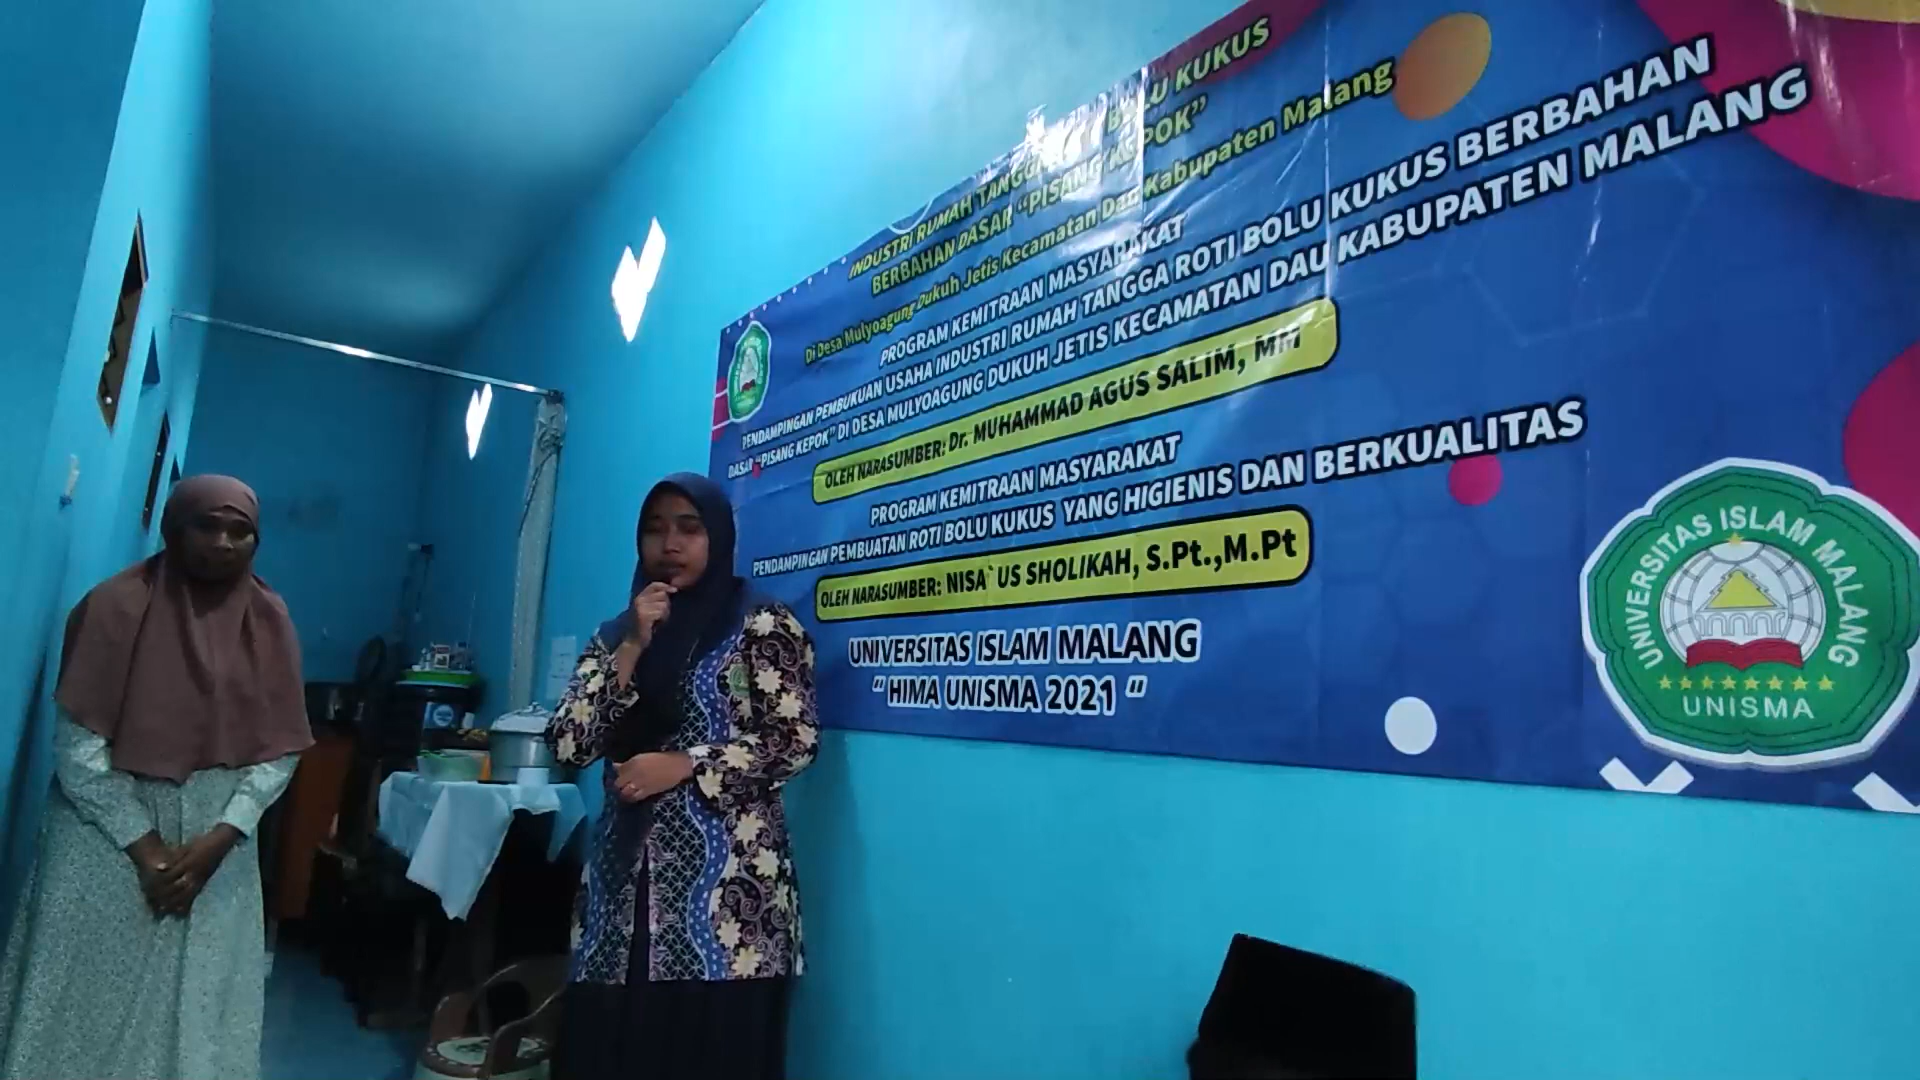 INDUSTRI RUMAH TANGGA BOLU KUKUS
BERBAHAN DASAR "PISANG KEPOK"
Di Desa Mulyoagung Dukuh Jetis Kecamatan Dau Kabupaten Malang
PROGRAM KEMITRAAN MASYARAKAT
PENDAMPINGAN PEMBUKUAN USAHA INDUSTRI RUMAH TANGGA ROTI BOLU KUKUS BERBAHAN
DASAR "PISANG KEPOK" DI DESA MULYOAGUNG DUKUH JETIS KECAMATAN DAU KABUPATEN MALANG
OLEH NARASUMBER: Dr. MUHAMMAD AGUS SALIM, MM
PROGRAM KEMITRAAN MASYARAKAT
PENDAMPINGAN PEMBUATAN ROTI BOLU KUKUS YANG HIGIENIS DAN BERKUALITAS
OLEH NARASUMBER: NISA`US SHOLIKAH, S.Pt.,M.Pt
UNIVERSITAS ISLAM MALANG
" HIMA UNISMA 2021 "
UNIVERSITAS ISLAM MALANG
UNISMA